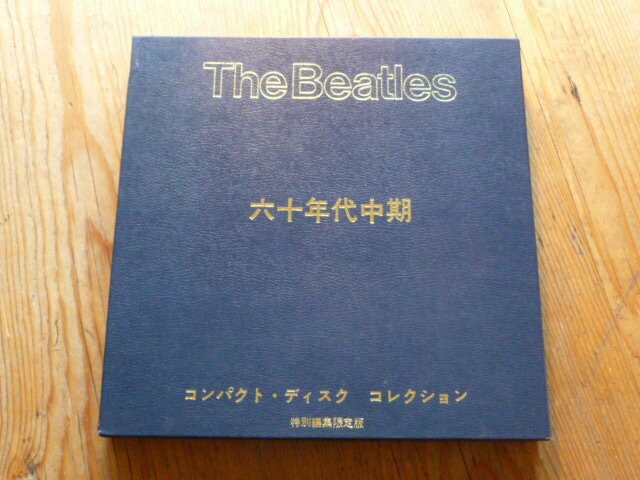 The Beatles
六十年代中期
コンパクト・ディスク コレクション
特別編集限定版